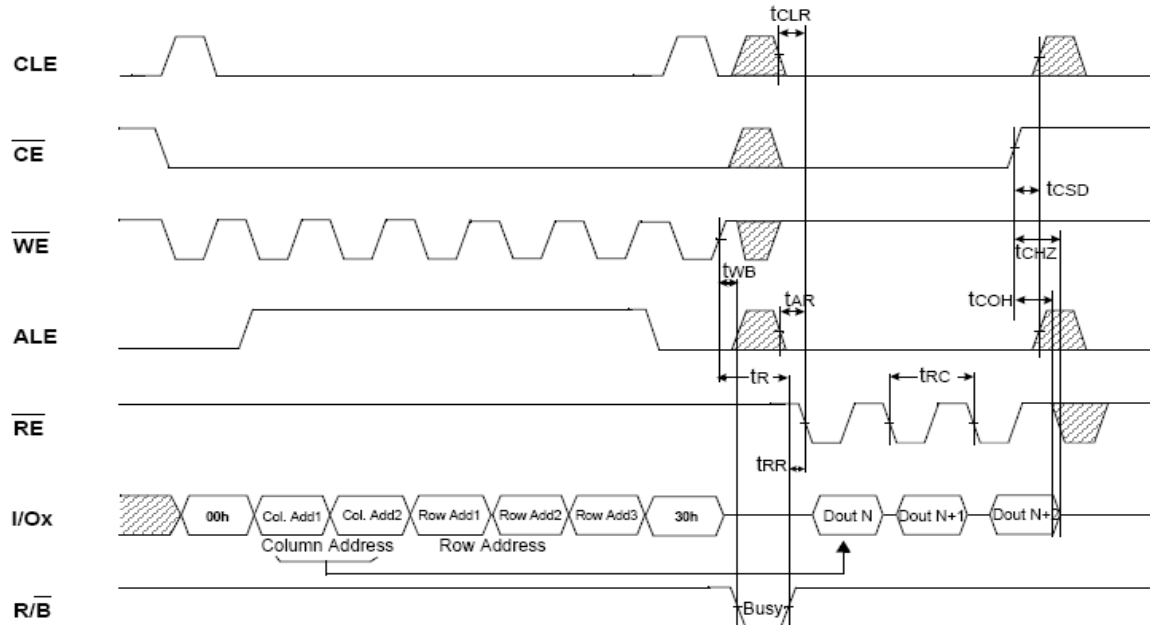 tCLR
CLE
CE
tCSD
WE
tCHZ
tWB
tAR
tCOH
ALE
tR
tRC
RE
tRR
I/Ox
00h Col. Add1 Col. Add2 Row Add1 Row Add2 Row Add3 30h Dout N Dout N+1 Dout N+2
Column Address Row Address
R/B
Busy